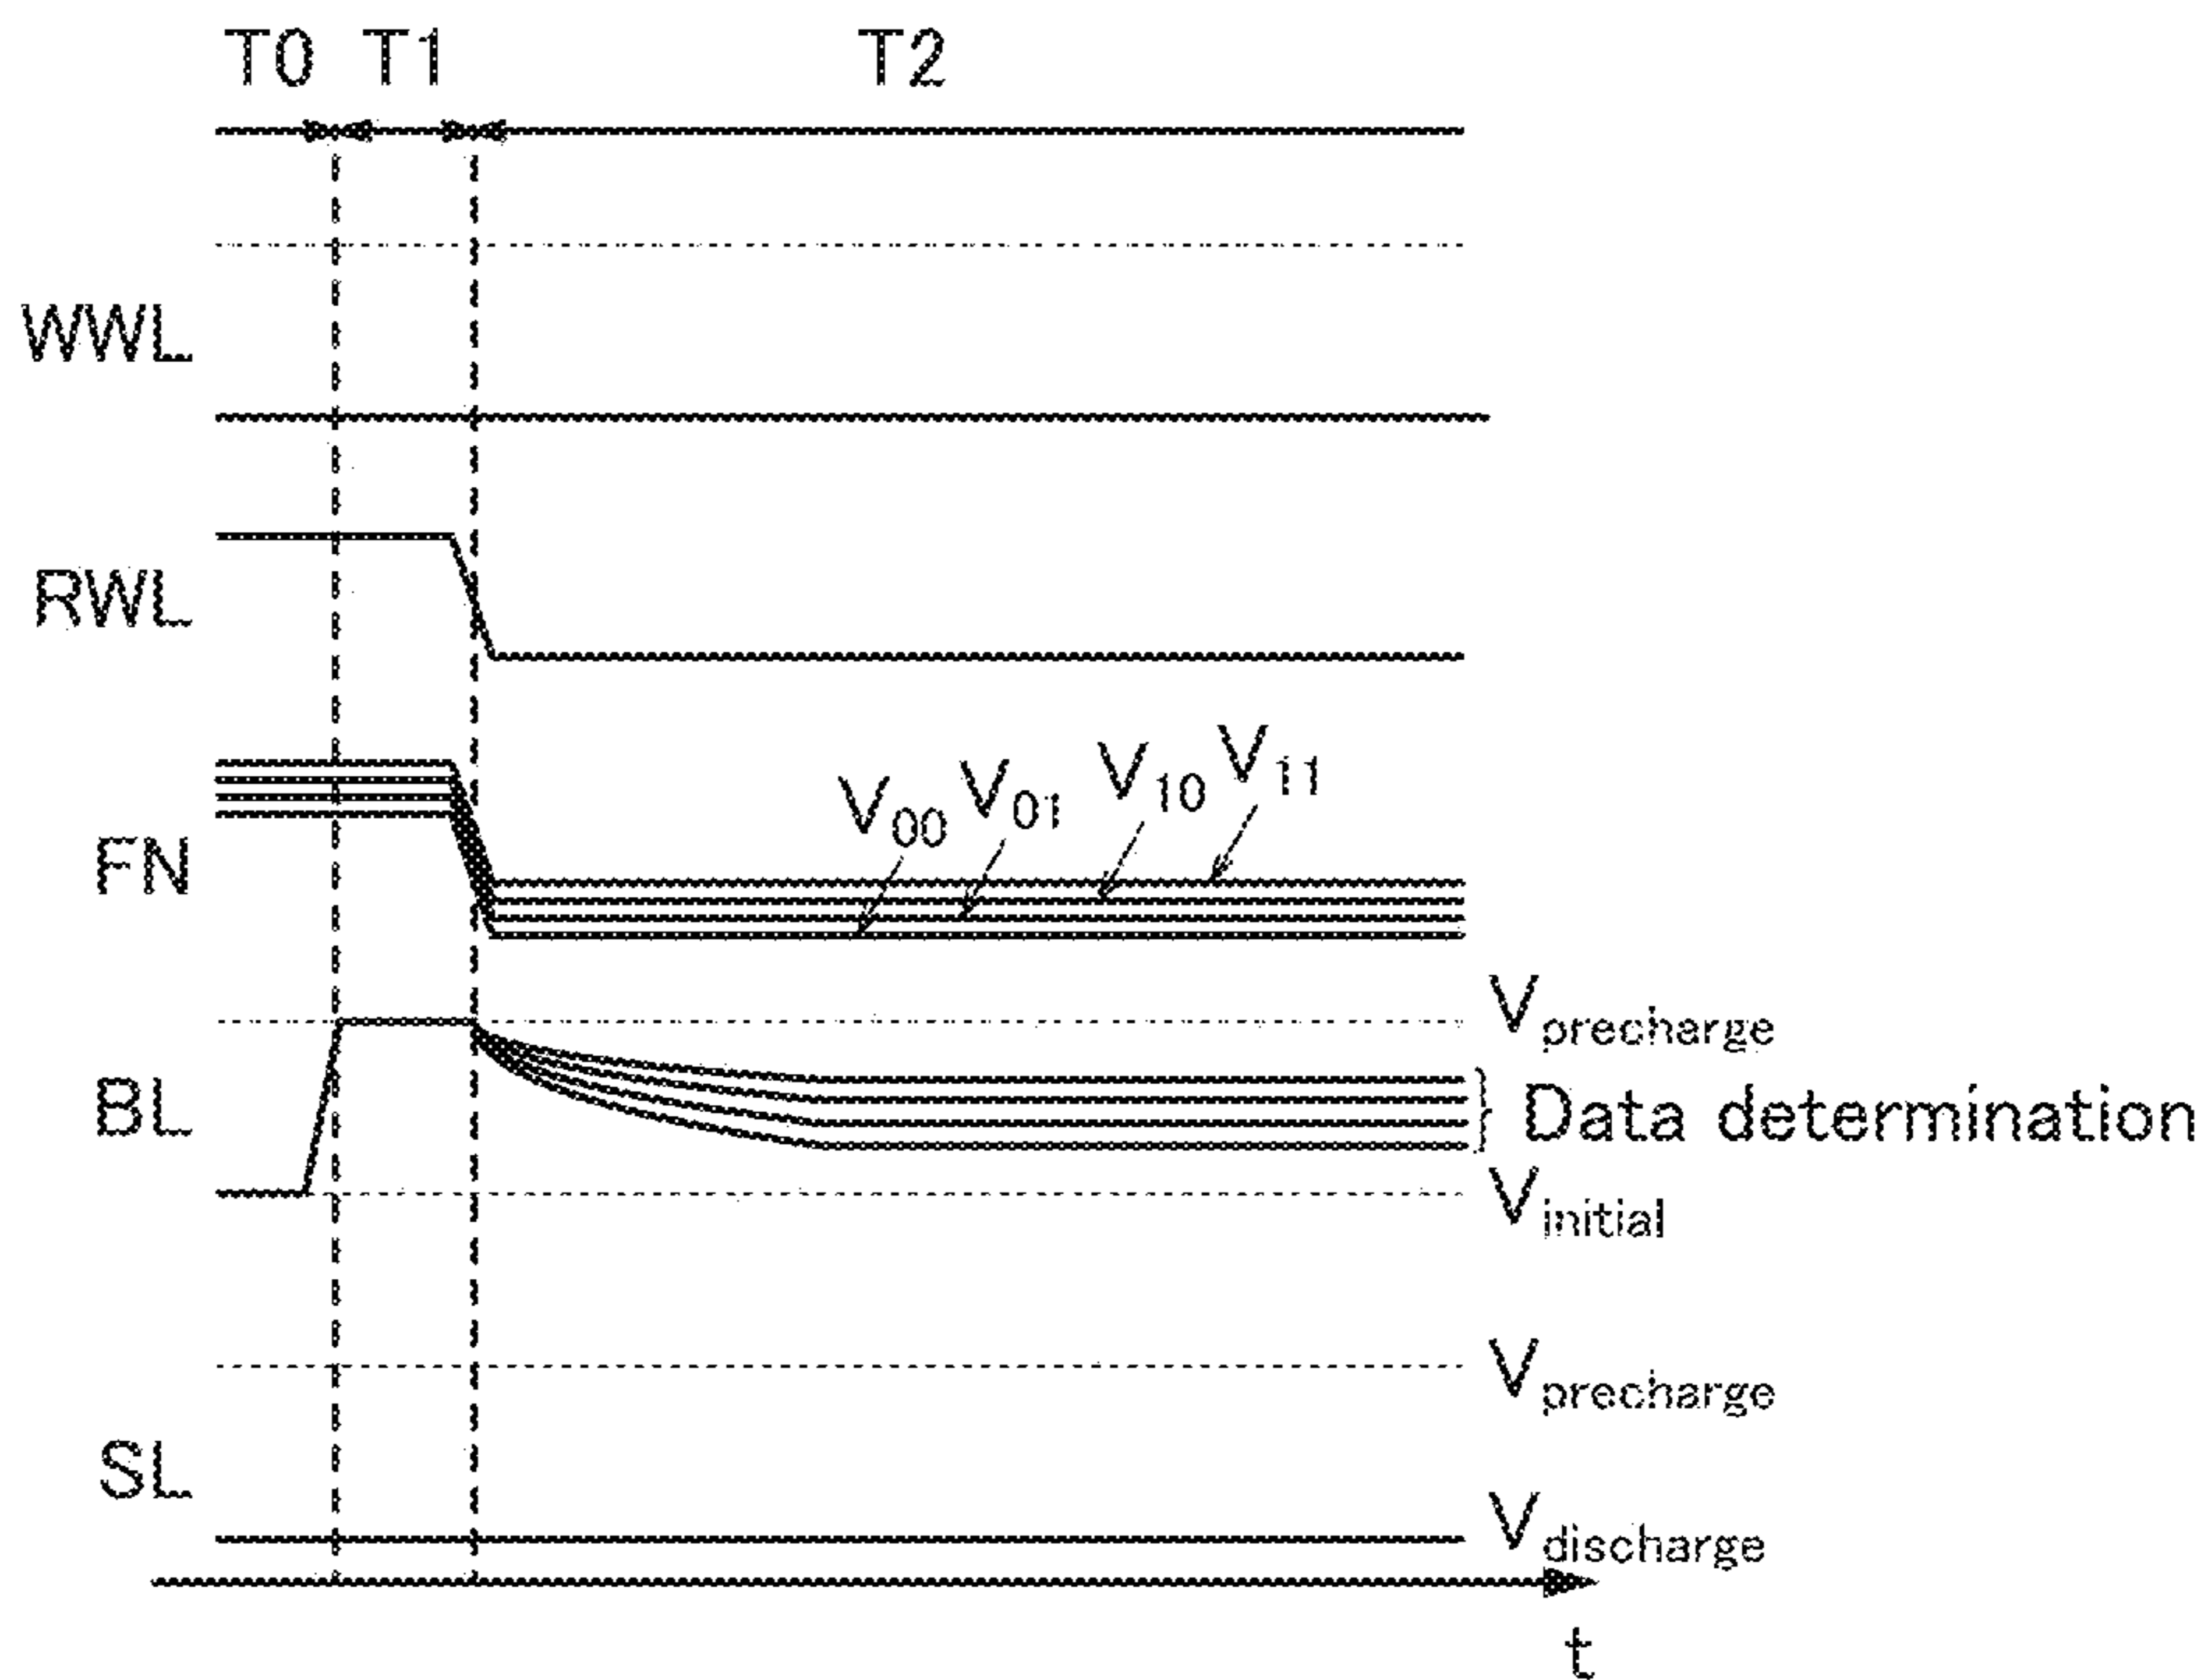 T0 T1 T2
WWL
RWL
V00 V01 V10 V11
FN
Vprecharge
BL
Data determination
Vinitial
Vprecharge
SL
Vdischarge
t